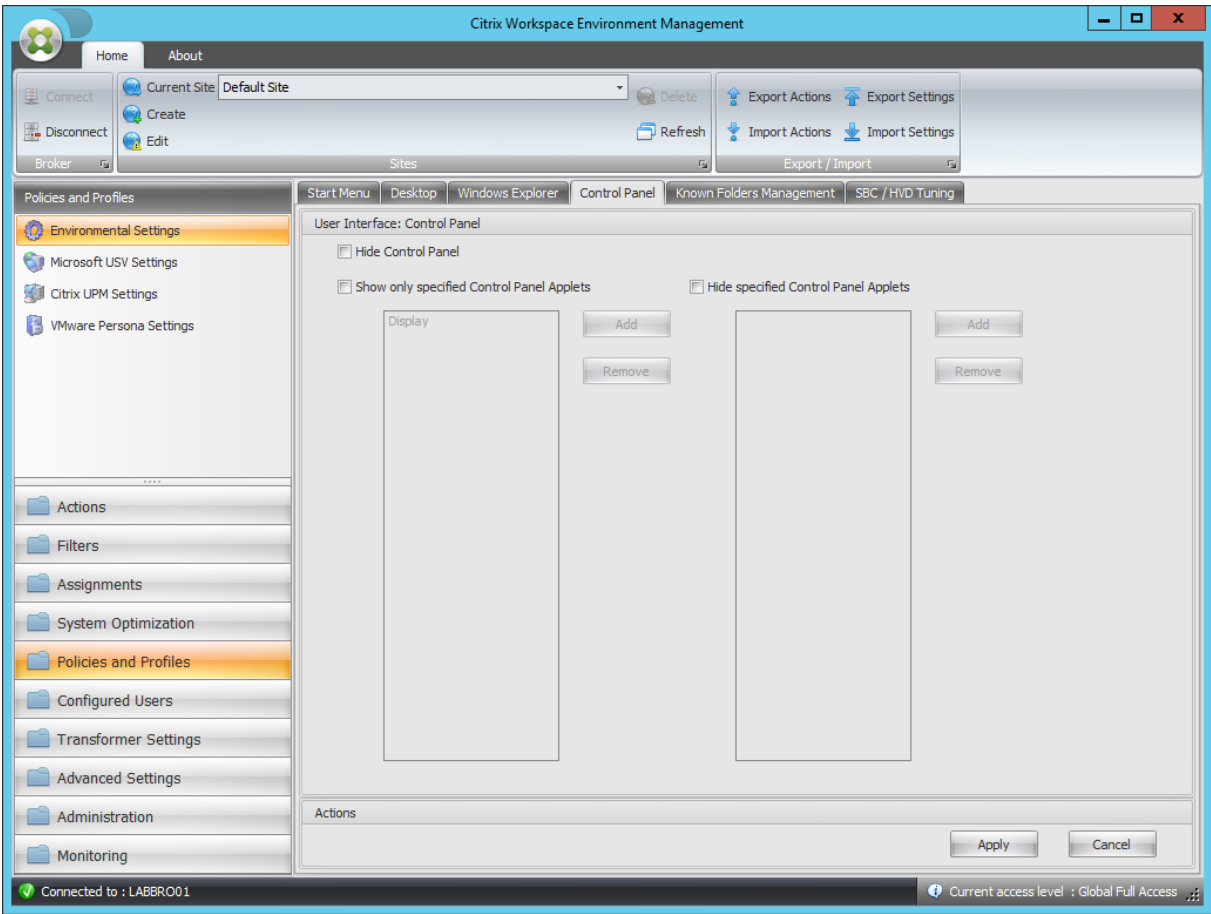 Citrix Workspace Environment Management
Home About
Connect
Disconnect
Broker
Current Site Default Site
Create
Edit
Delete
Refresh
Sites
Export Actions Export Settings
Import Actions Import Settings
Export / Import
Policies and Profiles
Environmental Settings
Microsoft USV Settings
Citrix UPM Settings
VMware Persona Settings
Actions
Filters
Assignments
System Optimization
Policies and Profiles
Configured Users
Transformer Settings
Advanced Settings
Administration
Monitoring
Start Menu Desktop Windows Explorer Control Panel Known Folders Management SBC / HVD Tuning
User Interface: Control Panel
Hide Control Panel
Show only specified Control Panel Applets Hide specified Control Panel Applets
Display Add Add
Remove Remove
Actions
Apply Cancel
Connected to : LABBRO01 Current access level : Global Full Access